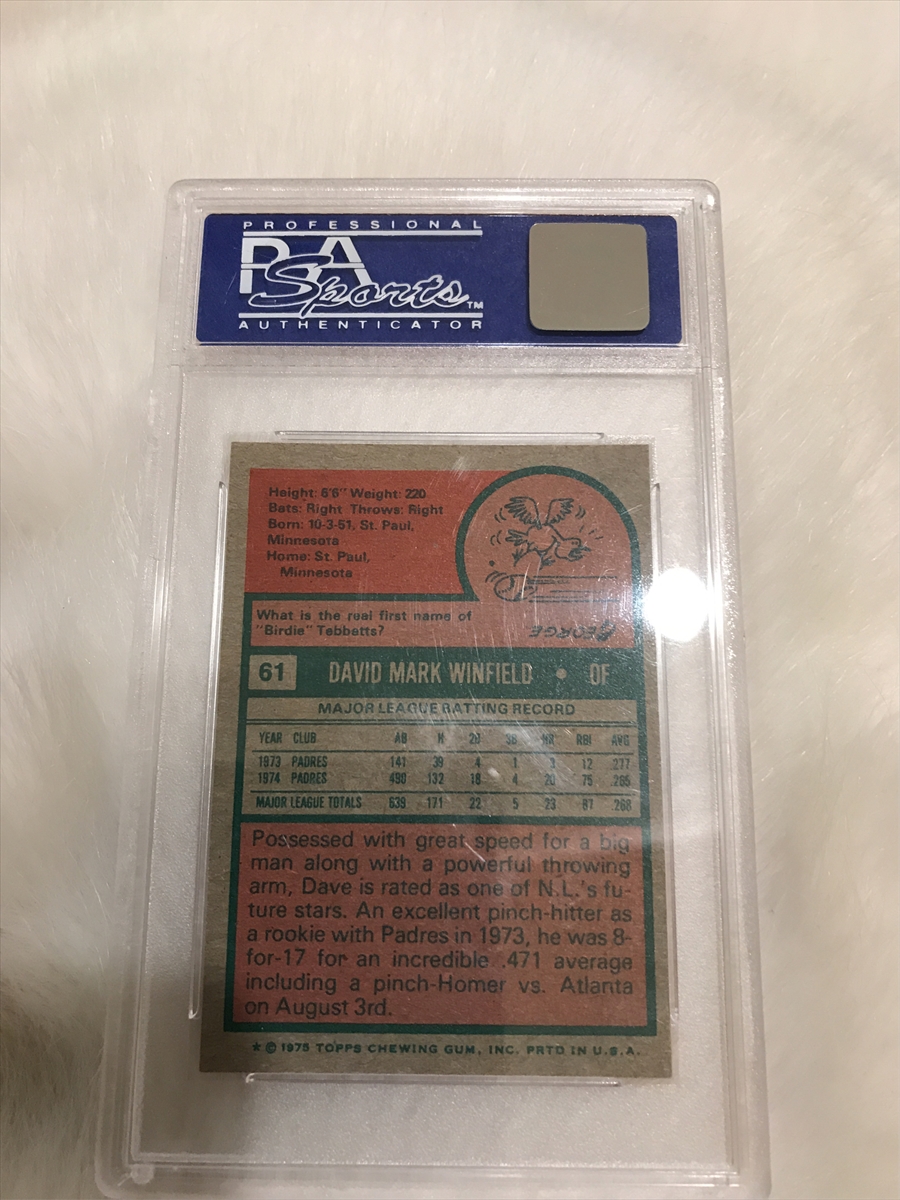 PROFESSIONAL
PSA
Sports™
AUTHENTICATOR
Height: 6'6" Weight: 220
Bats: Right Throws: Right
Born: 10-3-51, St. Paul,
Minnesota
Home: St. Paul,
Minnesota
What is the real first name of
"Birdie" Tebbetts?
GEORGE
61 DAVID MARK WINFIELD • OF
MAJOR LEAGUE BATTING RECORD
YEAR CLUB AB H 2B 3B HR RBI AVG
1973 PADRES 141 39 4 1 3 12 .277
1974 PADRES 498 132 18 4 20 75 .265
MAJOR LEAGUE TOTALS 639 171 22 5 23 87 .268
Possessed with great speed for a big
man along with a powerful throwing
arm, Dave is rated as one of N.L.'s fu-
ture stars. An excellent pinch-hitter as
a rookie with Padres in 1973, he was 8-
for-17 for an incredible .471 average
including a pinch-Homer vs. Atlanta
on August 3rd.
★ © 1975 TOPPS CHEWING GUM, INC. PRTD IN U.S.A.